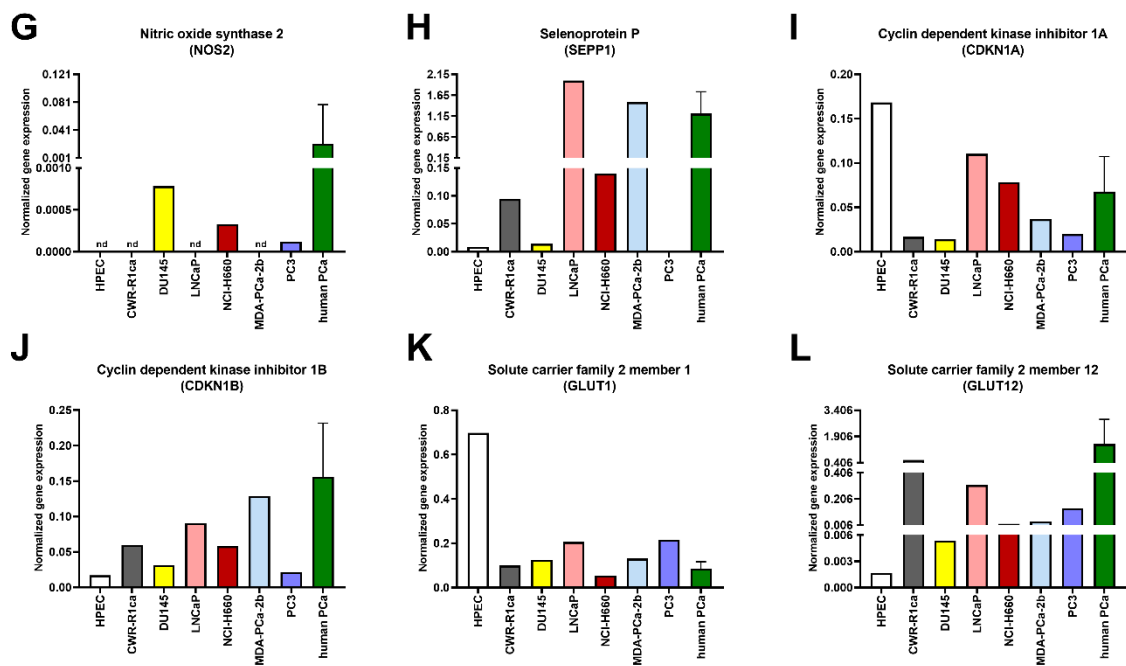 G
Nitric oxide synthase 2
(NOS2)
Normalized gene expression
0.121
0.081
0.041
0.001
0.0010
0.0005
0.0000
nd
nd
nd
nd
HPEC
CWR-R1ca
DU145
LNCaP
NCI-H660
MDA-PCa-2b
PC3
human PCa
H
Selenoprotein P
(SEPP1)
Normalized gene expression
2.15
1.65
1.15
0.65
0.15
0.15
0.10
0.05
0.00
HPEC
CWR-R1ca
DU145
LNCaP
NCI-H660
MDA-PCa-2b
PC3
human PCa
I
Cyclin dependent kinase inhibitor 1A
(CDKN1A)
Normalized gene expression
0.20
0.15
0.10
0.05
0.00
HPEC
CWR-R1ca
DU145
LNCaP
NCI-H660
MDA-PCa-2b
PC3
human PCa
J
Cyclin dependent kinase inhibitor 1B
(CDKN1B)
Normalized gene expression
0.25
0.20
0.15
0.10
0.05
0.00
HPEC
CWR-R1ca
DU145
LNCaP
NCI-H660
MDA-PCa-2b
PC3
human PCa
K
Solute carrier family 2 member 1
(GLUT1)
Normalized gene expression
0.8
0.6
0.4
0.2
0.0
HPEC
CWR-R1ca
DU145
LNCaP
NCI-H660
MDA-PCa-2b
PC3
human PCa
L
Solute carrier family 2 member 12
(GLUT12)
Normalized gene expression
3.406
1.906
0.406
0.406
0.206
0.006
0.006
0.003
0.000
HPEC
CWR-R1ca
DU145
LNCaP
NCI-H660
MDA-PCa-2b
PC3
human PCa